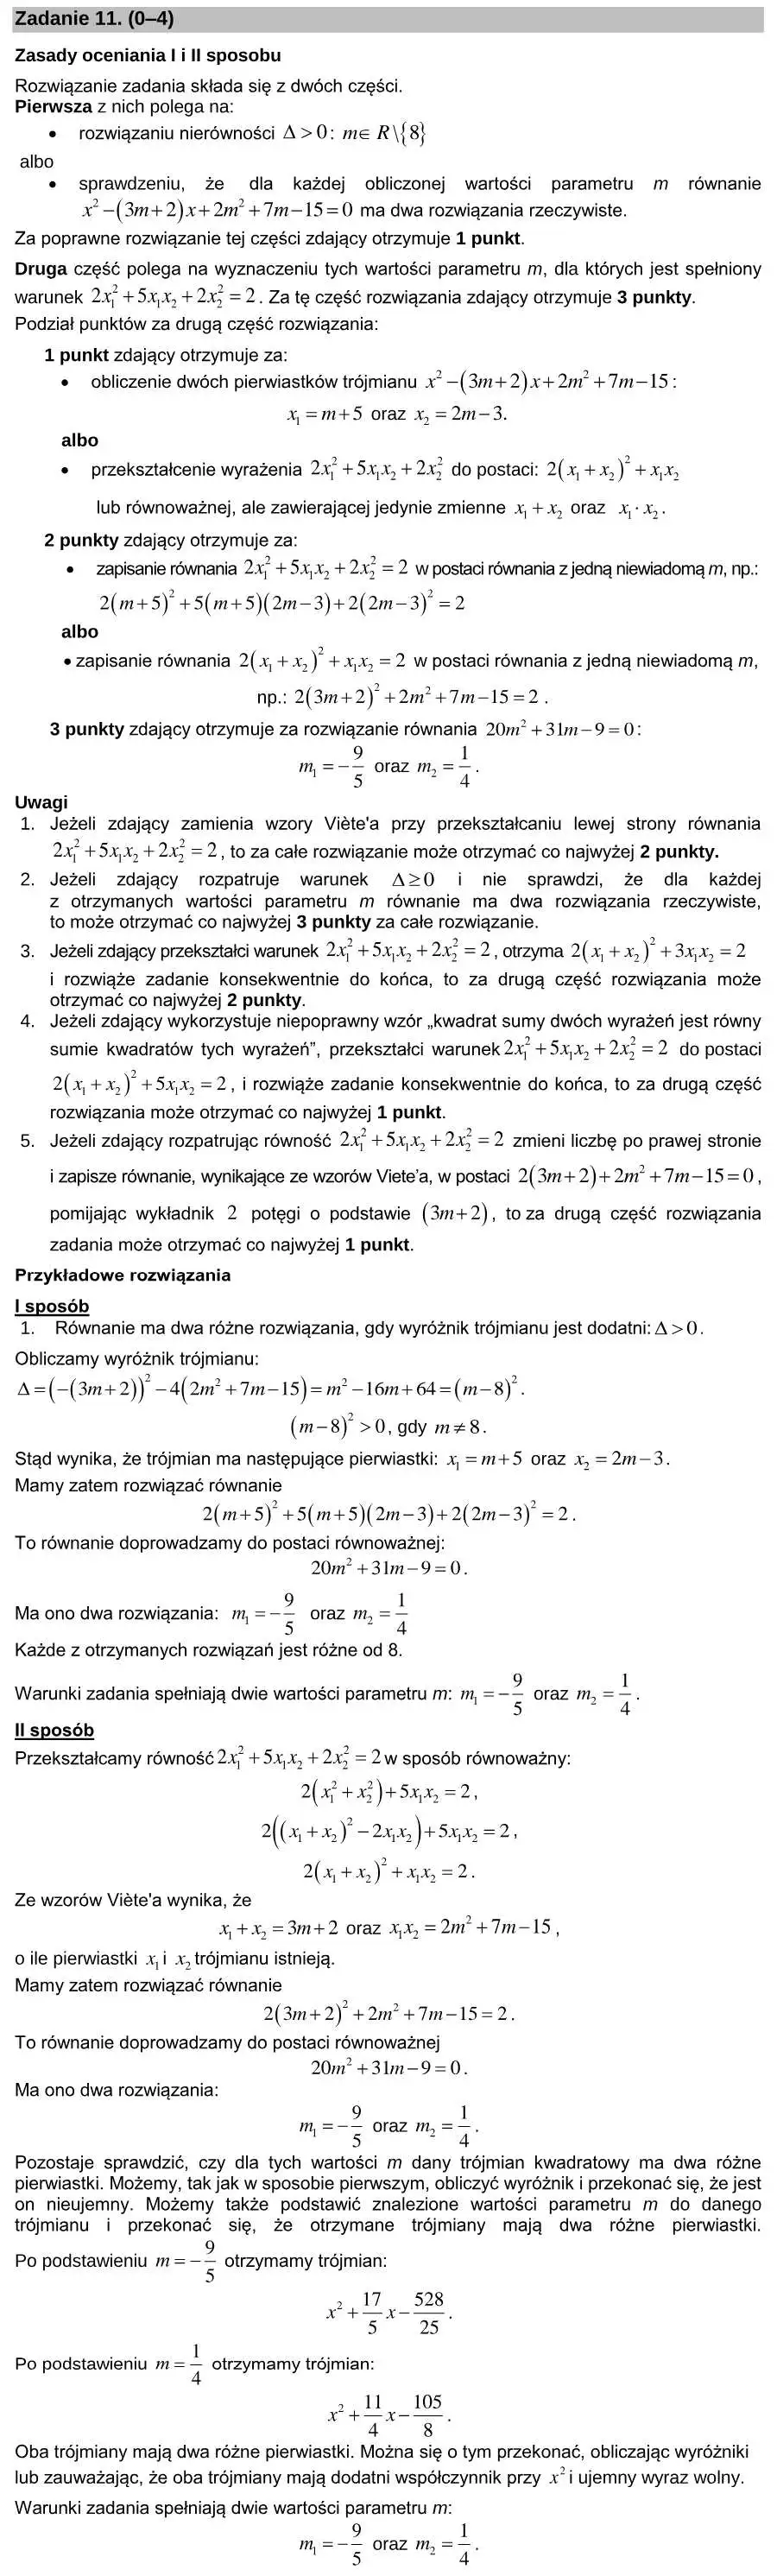 Zadanie 11. (0–4)
Zasady oceniania I i II sposobu
Rozwiązanie zadania składa się z dwóch części.
Pierwsza z nich polega na:
• rozwiązaniu nierówności Δ > 0 : m∈ R\{8}
albo
• sprawdzeniu, że dla każdej obliczonej wartości parametru m równanie
x² −(3m+2)x+2m² +7m−15=0 ma dwa rozwiązania rzeczywiste.
Za poprawne rozwiązanie tej części zdający otrzymuje 1 punkt.
Druga część polega na wyznaczeniu tych wartości parametru m, dla których jest spełniony
warunek 2x₁² +5x₁x₂ +2x₂² = 2. Za tę część rozwiązania zdający otrzymuje 3 punkty.
Podział punktów za drugą część rozwiązania:
1 punkt zdający otrzymuje za:
• obliczenie dwóch pierwiastków trójmianu x² −(3m+2)x+2m² +7m−15 :
x₁ = m+5 oraz x₂ = 2m−3.
albo
• przekształcenie wyrażenia 2x₁² +5x₁x₂ +2x₂² do postaci: 2(x₁ + x₂)² + x₁x₂
lub równoważnej, ale zawierającej jedynie zmienne x₁ + x₂ oraz x₁ · x₂ .
2 punkty zdający otrzymuje za:
• zapisanie równania 2x₁² +5x₁x₂ +2x₂² = 2 w postaci równania z jedną niewiadomą m, np.:
2(m+5)² +5(m+5)(2m−3)+2(2m−3)² = 2
albo
• zapisanie równania 2(x₁ + x₂)² + x₁x₂ = 2 w postaci równania z jedną niewiadomą m,
np.: 2(3m+2)² +2m² +7m−15 = 2 .
3 punkty zdający otrzymuje za rozwiązanie równania 20m² +31m−9 = 0 :
m₁ = −9/5 oraz m₂ = 1/4 .
Uwagi
1. Jeżeli zdający zamienia wzory Viète'a przy przekształcaniu lewej strony równania
2x₁² +5x₁x₂ +2x₂² = 2 , to za całe rozwiązanie może otrzymać co najwyżej 2 punkty.
2. Jeżeli zdający rozpatruje warunek Δ≥0 i nie sprawdzi, że dla każdej
z otrzymanych wartości parametru m równanie ma dwa rozwiązania rzeczywiste,
to może otrzymać co najwyżej 3 punkty za całe rozwiązanie.
3. Jeżeli zdający przekształci warunek 2x₁² +5x₁x₂ +2x₂² = 2 , otrzyma 2(x₁ + x₂)² +3x₁x₂ = 2
i rozwiąże zadanie konsekwentnie do końca, to za drugą część rozwiązania może
otrzymać co najwyżej 2 punkty.
4. Jeżeli zdający wykorzystuje niepoprawny wzór „kwadrat sumy dwóch wyrażeń jest równy
sumie kwadratów tych wyrażeń”, przekształci warunek 2x₁² +5x₁x₂ +2x₂² = 2 do postaci
2(x₁ + x₂)² +5x₁x₂ = 2 , i rozwiąże zadanie konsekwentnie do końca, to za drugą część
rozwiązania może otrzymać co najwyżej 1 punkt.
5. Jeżeli zdający rozpatrując równość 2x₁² +5x₁x₂ +2x₂² = 2 zmieni liczbę po prawej stronie
i zapisze równanie, wynikające ze wzorów Viete’a, w postaci 2(3m+2)+2m² +7m−15=0 ,
pomijając wykładnik 2 potęgi o podstawie (3m+2) , to za drugą część rozwiązania
zadania może otrzymać co najwyżej 1 punkt.
Przykładowe rozwiązania
I sposób
1. Równanie ma dwa różne rozwiązania, gdy wyróżnik trójmianu jest dodatni: Δ > 0 .
Obliczamy wyróżnik trójmianu:
Δ = (−(3m+2))² −4(2m² +7m−15) = m² −16m+64 = (m−8)² .
(m−8)² > 0 , gdy m ≠ 8 .
Stąd wynika, że trójmian ma następujące pierwiastki: x₁ = m+5 oraz x₂ = 2m−3 .
Mamy zatem rozwiązać równanie
2(m+5)² +5(m+5)(2m−3)+2(2m−3)² = 2 .
To równanie doprowadzamy do postaci równoważnej:
20m² +31m−9 = 0 .
Ma ono dwa rozwiązania: m₁ = −9/5 oraz m₂ = 1/4
Każde z otrzymanych rozwiązań jest różne od 8.
Warunki zadania spełniają dwie wartości parametru m: m₁ = −9/5 oraz m₂ = 1/4 .
II sposób
Przekształcamy równość 2x₁² +5x₁x₂ +2x₂² = 2 w sposób równoważny:
2(x₁² + x₂²)+5x₁x₂ = 2 ,
2((x₁ + x₂)² −2x₁x₂)+5x₁x₂ = 2 ,
2(x₁ + x₂)² + x₁x₂ = 2 .
Ze wzorów Viète'a wynika, że
x₁ + x₂ = 3m+2 oraz x₁x₂ = 2m² +7m−15 ,
o ile pierwiastki x₁ i x₂ trójmianu istnieją.
Mamy zatem rozwiązać równanie
2(3m+2)² +2m² +7m−15 = 2 .
To równanie doprowadzamy do postaci równoważnej
20m² +31m−9 = 0 .
Ma ono dwa rozwiązania:
m₁ = −9/5 oraz m₂ = 1/4 .
Pozostaje sprawdzić, czy dla tych wartości m dany trójmian kwadratowy ma dwa różne
pierwiastki. Możemy, tak jak w sposobie pierwszym, obliczyć wyróżnik i przekonać się, że jest
on nieujemny. Możemy także podstawić znalezione wartości parametru m do danego
trójmianu i przekonać się, że otrzymane trójmiany mają dwa różne pierwiastki.
Po podstawieniu m = −9/5 otrzymamy trójmian:
x² + 17/5 x − 528/25 .
Po podstawieniu m = 1/4 otrzymamy trójmian:
x² + 11/4 x − 105/8 .
Oba trójmiany mają dwa różne pierwiastki. Można się o tym przekonać, obliczając wyróżniki
lub zauważając, że oba trójmiany mają dodatni współczynnik przy x² i ujemny wyraz wolny.
Warunki zadania spełniają dwie wartości parametru m:
m₁ = −9/5 oraz m₂ = 1/4 .